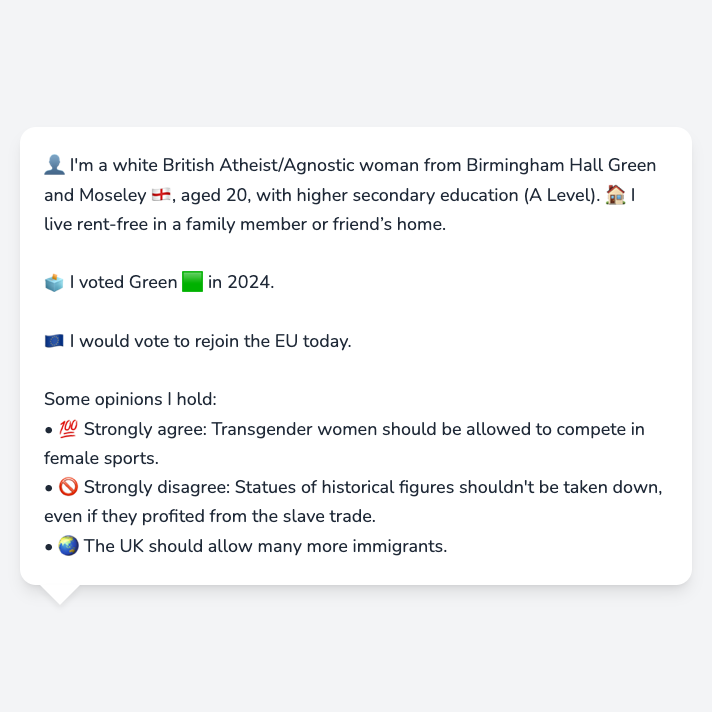 👤 I'm a white British Atheist/Agnostic woman from Birmingham Hall Green
and Moseley 🏴󠁧󠁢󠁥󠁮󠁧󠁿, aged 20, with higher secondary education (A Level). 🏠 I
live rent-free in a family member or friend’s home.
🗳️ I voted Green 🟩 in 2024.
🇪🇺 I would vote to rejoin the EU today.
Some opinions I hold:
• 💯 Strongly agree: Transgender women should be allowed to compete in
female sports.
• 🚫 Strongly disagree: Statues of historical figures shouldn't be taken down,
even if they profited from the slave trade.
• 🌏 The UK should allow many more immigrants.